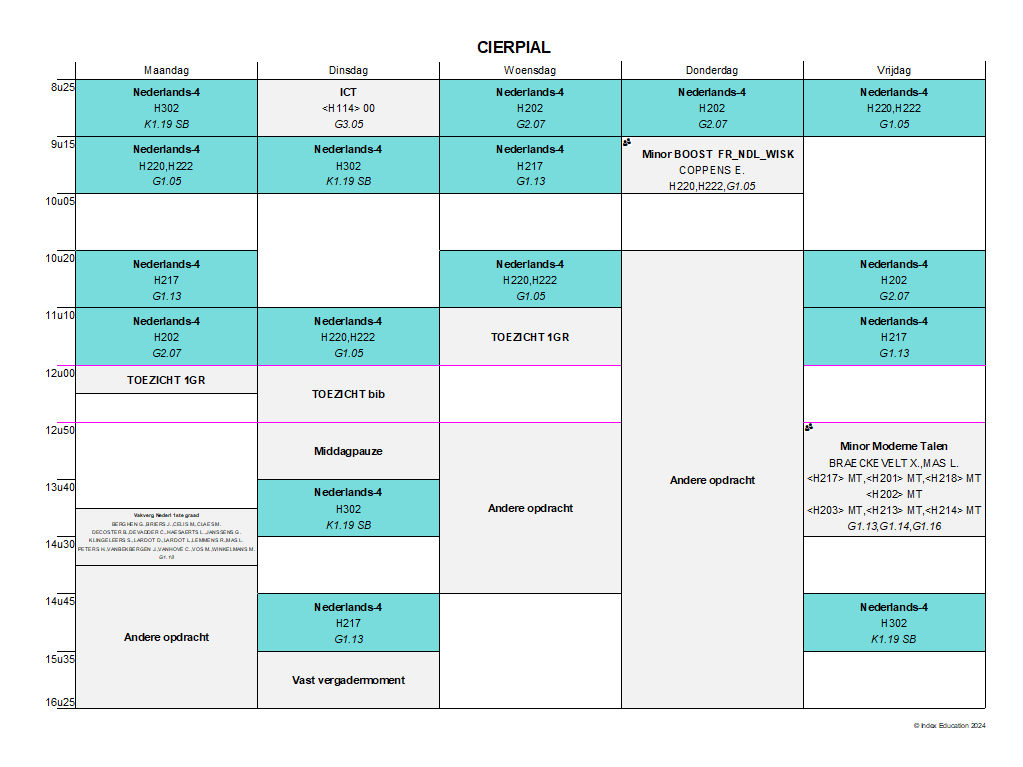 CIERPIAL
Maandag
Dinsdag
Woensdag
Donderdag
Vrijdag
8u25
9u15
10u05
10u20
11u10
12u00
12u50
13u40
14u30
14u45
15u35
16u25
Nederlands-4
H302
K1.19 SB
Nederlands-4
H220,H222
G1.05
Nederlands-4
H217
G1.13
Nederlands-4
H202
G2.07
TOEZICHT 1GR
Vakverg Nederl 1ste graad
BERGHEN G.,BRIERS J.,CELIS M.,CLAES M.
DECOSTER B.,DEVADDER C.,HAESAERTS L.,JANSSENS G.
KLINGELEERS S.,LARDOT D.,LARDOT L.,LEMMENS R.,MAS L.
PETERS H.,VANBEKBERGEN J.,VANHOVE C.,VOS M.,WINKELMANS M.
G1.15
Andere opdracht
ICT
<H114> 00
G3.05
Nederlands-4
H302
K1.19 SB
Nederlands-4
H220,H222
G1.05
TOEZICHT bib
Middagpauze
Nederlands-4
H302
K1.19 SB
Nederlands-4
H217
G1.13
Vast vergadermoment
Nederlands-4
H202
G2.07
Nederlands-4
H217
G1.13
Nederlands-4
H220,H222
G1.05
TOEZICHT 1GR
Andere opdracht
Nederlands-4
H202
G2.07
Minor BOOST FR_NDL_WISK
COPPENS E.
H220,H222,G1.05
Andere opdracht
Nederlands-4
H220,H222
G1.05
Nederlands-4
H202
G2.07
Nederlands-4
H217
G1.13
Minor Moderne Talen
BRAECKEVELT X.,MAS L.
<H217> MT,<H201> MT,<H218> MT
<H202> MT
<H203> MT,<H213> MT,<H214> MT
G1.13,G1.14,G1.16
Nederlands-4
H302
K1.19 SB
© Index Education 2024